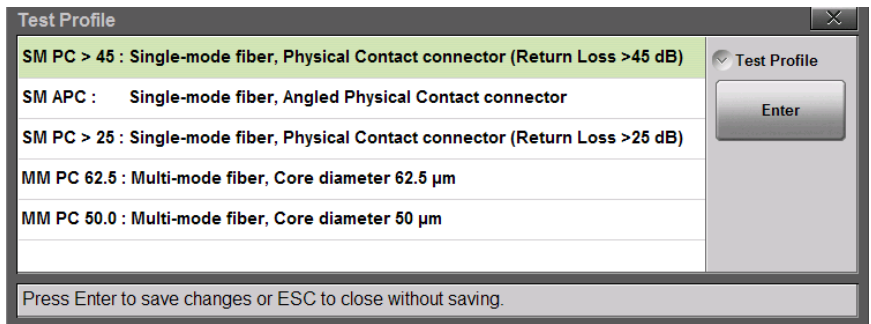 Test Profile
SM PC > 45 : Single-mode fiber, Physical Contact connector (Return Loss >45 dB)
SM APC : Single-mode fiber, Angled Physical Contact connector
SM PC > 25 : Single-mode fiber, Physical Contact connector (Return Loss >25 dB)
MM PC 62.5 : Multi-mode fiber, Core diameter 62.5 µm
MM PC 50.0 : Multi-mode fiber, Core diameter 50 µm
Test Profile
Enter
Press Enter to save changes or ESC to close without saving.